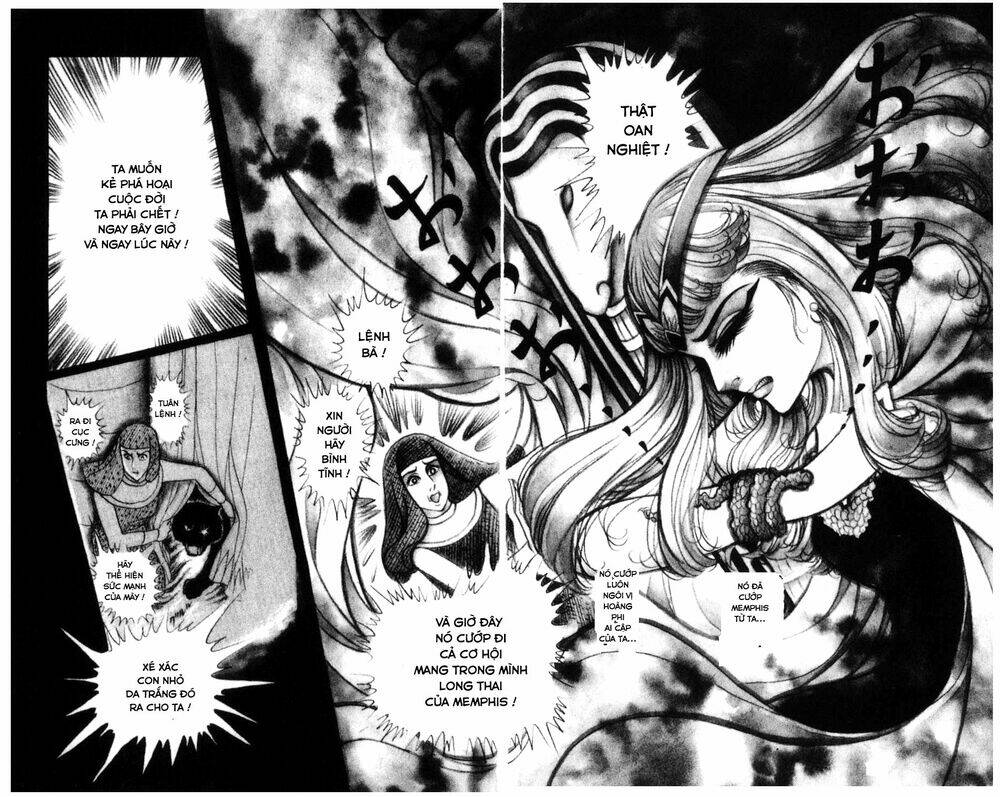 THẬT
OAN
NGHIỆT !
お
お
お
お
お
お
NÓ ĐÃ
CƯỚP
MEMPHIS
TỪ TA...
NÓ CƯỚP
LUÔN
NGÔI VỊ
HOÀNG
PHI
AI CẬP
CỦA TA...
VÀ GIỜ ĐÂY
NÓ CƯỚP ĐI
CẢ CƠ HỘI
MANG TRONG MÌNH
LONG THAI
CỦA MEMPHIS !
LỆNH
BÀ !
XIN
NGƯỜI
HÃY
BÌNH
TĨNH !
TA MUỐN
KẺ PHÁ HOẠI
CUỘC ĐỜI
TA PHẢI CHẾT !
NGAY BÂY GIỜ
VÀ NGAY LÚC NÀY !
TUÂN
LỆNH !
RA ĐI
CỤC
CƯNG !
HÃY
THỂ HIỆN
SỨC MẠNH
CỦA MÀY !
XÉ XÁC
CON NHỎ
DA TRẮNG ĐÓ
RA CHO TA !